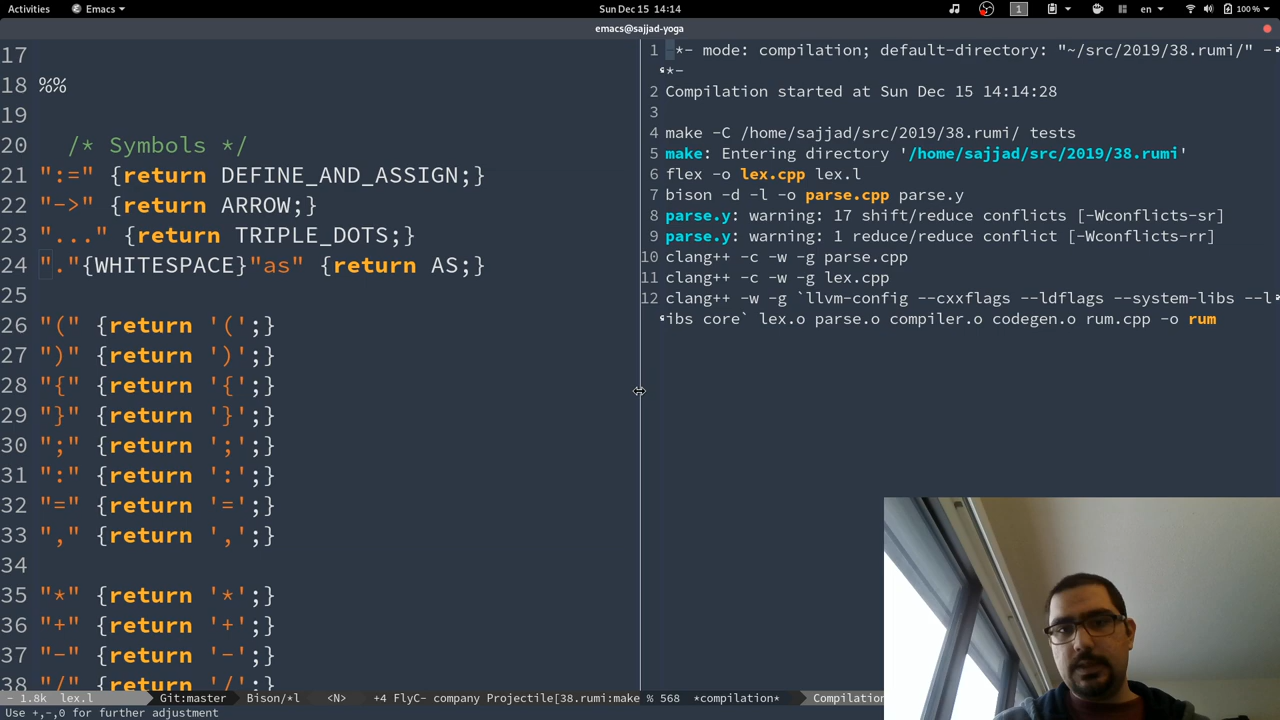 Activities Emacs Sun Dec 15 14:14 1 en 100 %
emacs@sajjad-yoga
17
18 %%
19
20 /* Symbols */
21 ":=" {return DEFINE_AND_ASSIGN;}
22 "->" {return ARROW;}
23 "..." {return TRIPLE_DOTS;}
24 "."{WHITESPACE}"as" {return AS;}
25
26 "(" {return '(';}
27 ")" {return ')';}
28 "{" {return '{';}
29 "}" {return '}';}
30 ";" {return ';';}
31 ":" {return ':';}
32 "=" {return '=';}
33 "," {return ',';}
34
35 "*" {return '*';}
36 "+" {return '+';}
37 "-" {return '-';}
38 "/" {return '/';}
- 1.8k lex.l Git:master Bison/*l <N> +4 FlyC- company Projectile[38.rumi:make
1 -*- mode: compilation; default-directory: "~/src/2019/38.rumi/" -
*-
2 Compilation started at Sun Dec 15 14:14:28
3
4 make -C /home/sajjad/src/2019/38.rumi/ tests
5 make: Entering directory '/home/sajjad/src/2019/38.rumi'
6 flex -o lex.cpp lex.l
7 bison -d -l -o parse.cpp parse.y
8 parse.y: warning: 17 shift/reduce conflicts [-Wconflicts-sr]
9 parse.y: warning: 1 reduce/reduce conflict [-Wconflicts-rr]
10 clang++ -c -w -g parse.cpp
11 clang++ -c -w -g lex.cpp
12 clang++ -w -g `llvm-config --cxxflags --ldflags --system-libs --l
ibs core` lex.o parse.o compiler.o codegen.o rum.cpp -o rum
% 568 *compilation* Compilation
Use +,-,0 for further adjustment